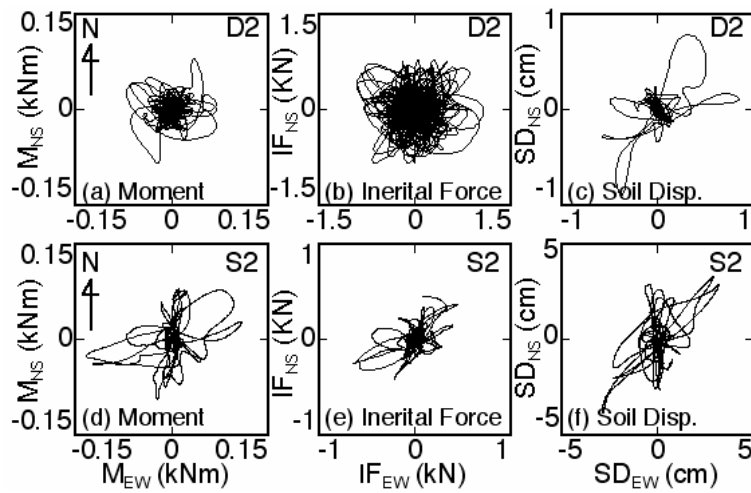 0.15 N D2
M_NS (kNm)
0
-0.15 (a) Moment
-0.15 0 0.15
1.5 D2
IF_NS (KN)
0
-1.5 (b) Inerital Force
-1.5 0 1.5
1 D2
SD_NS (cm)
0
-1 (c) Soil Disp.
-1 0 1
0.15 N S2
M_NS (kNm)
0
-0.15 (d) Moment
-0.15 0 0.15
M_EW (kNm)
1 S2
IF_NS (KN)
0
-1 (e) Inerital Force
-1 0 1
IF_EW (kN)
5 S2
SD_NS (cm)
0
-5 (f) Soil Disp.
-5 0 5
SD_EW (cm)